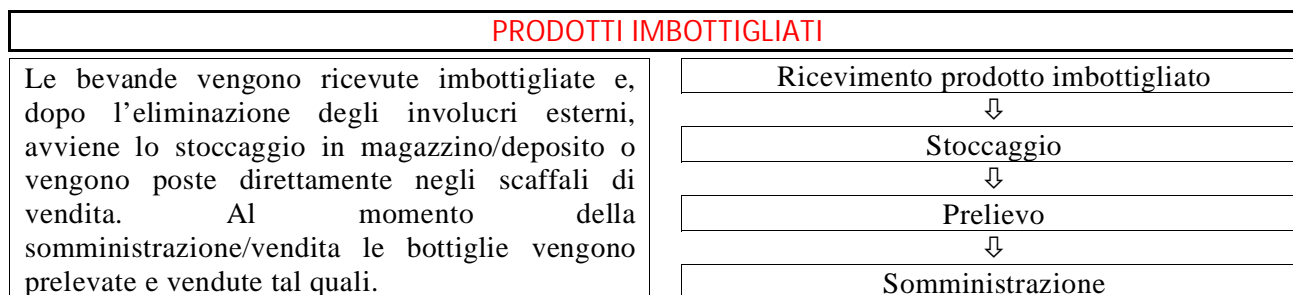 PRODOTTI IMBOTTIGLIATI
Le bevande vengono ricevute imbottigliate e,
dopo l'eliminazione degli involucri esterni,
avviene lo stoccaggio in magazzino/deposito o
vengono poste direttamente negli scaffali di
vendita. Al momento della
somministrazione/vendita le bottiglie vengono
prelevate e vendute tal quali.
Ricevimento prodotto imbottigliato
⇩
Stoccaggio
⇩
Prelievo
⇩
Somministrazione